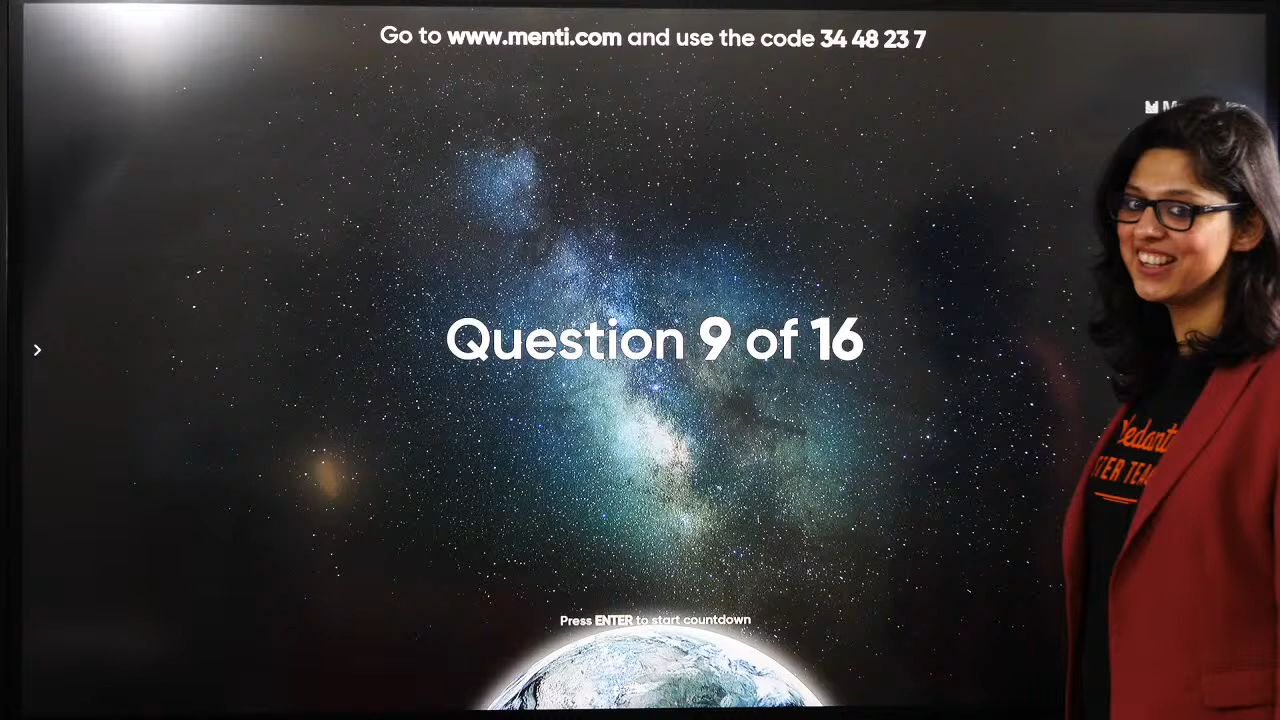 Go to www.menti.com and use the code 34 48 23 7
Question 9 of 16
Press ENTER to start countdown